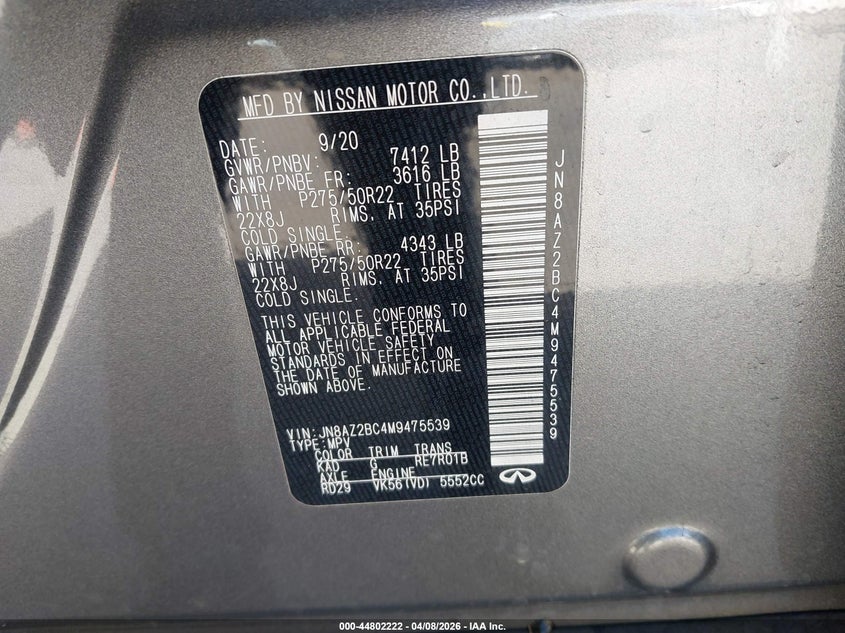 MFD BY NISSAN MOTOR CO.,LTD.
DATE: 9/20
GVWR/PNBV: 7412 LB
GAWR/PNBE FR: 3616 LB
WITH P275/50R22 TIRES
22X8J RIMS, AT 35PSI
COLD SINGLE.
GAWR/PNBE RR: 4343 LB
WITH P275/50R22 TIRES
22X8J RIMS, AT 35PSI
COLD SINGLE.
THIS VEHICLE CONFORMS TO
ALL APPLICABLE FEDERAL
MOTOR VEHICLE SAFETY
STANDARDS IN EFFECT ON
THE DATE OF MANUFACTURE
SHOWN ABOVE.
VIN:JN8AZ2BC4M9475539
TYPE:MPV
COLOR TRIM TRANS
KAD G RE7R01B
AXLE ENGINE
RD29 VK56(VD) 5552CC
JN8AZ2BC4M9475539
000-44802222 - 04/08/2026 - IAA Inc.